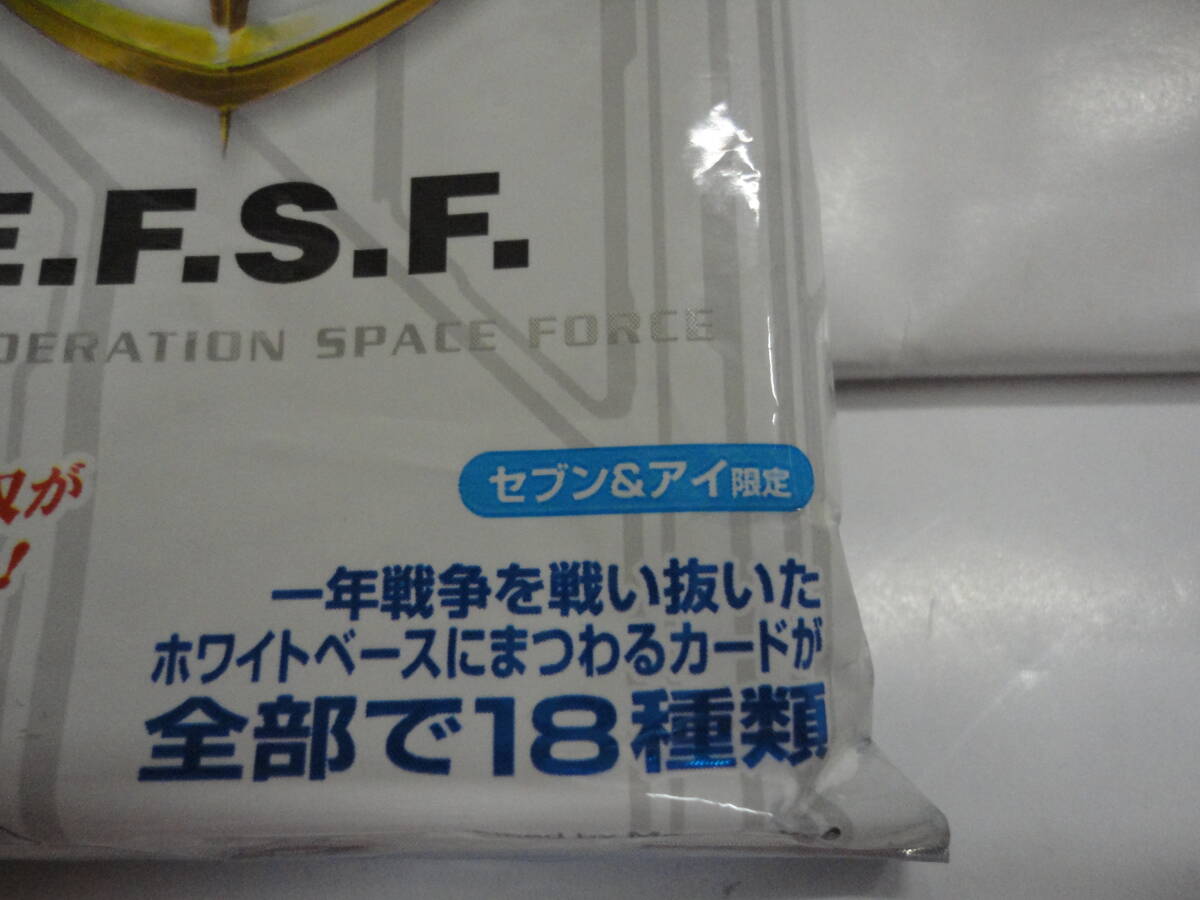 E.F.S.F.
DERATION SPACE FORCE
が
!
セブン&アイ限定
一年戦争を戦い抜いた
ホワイトベースにまつわるカードが
全部で18種類